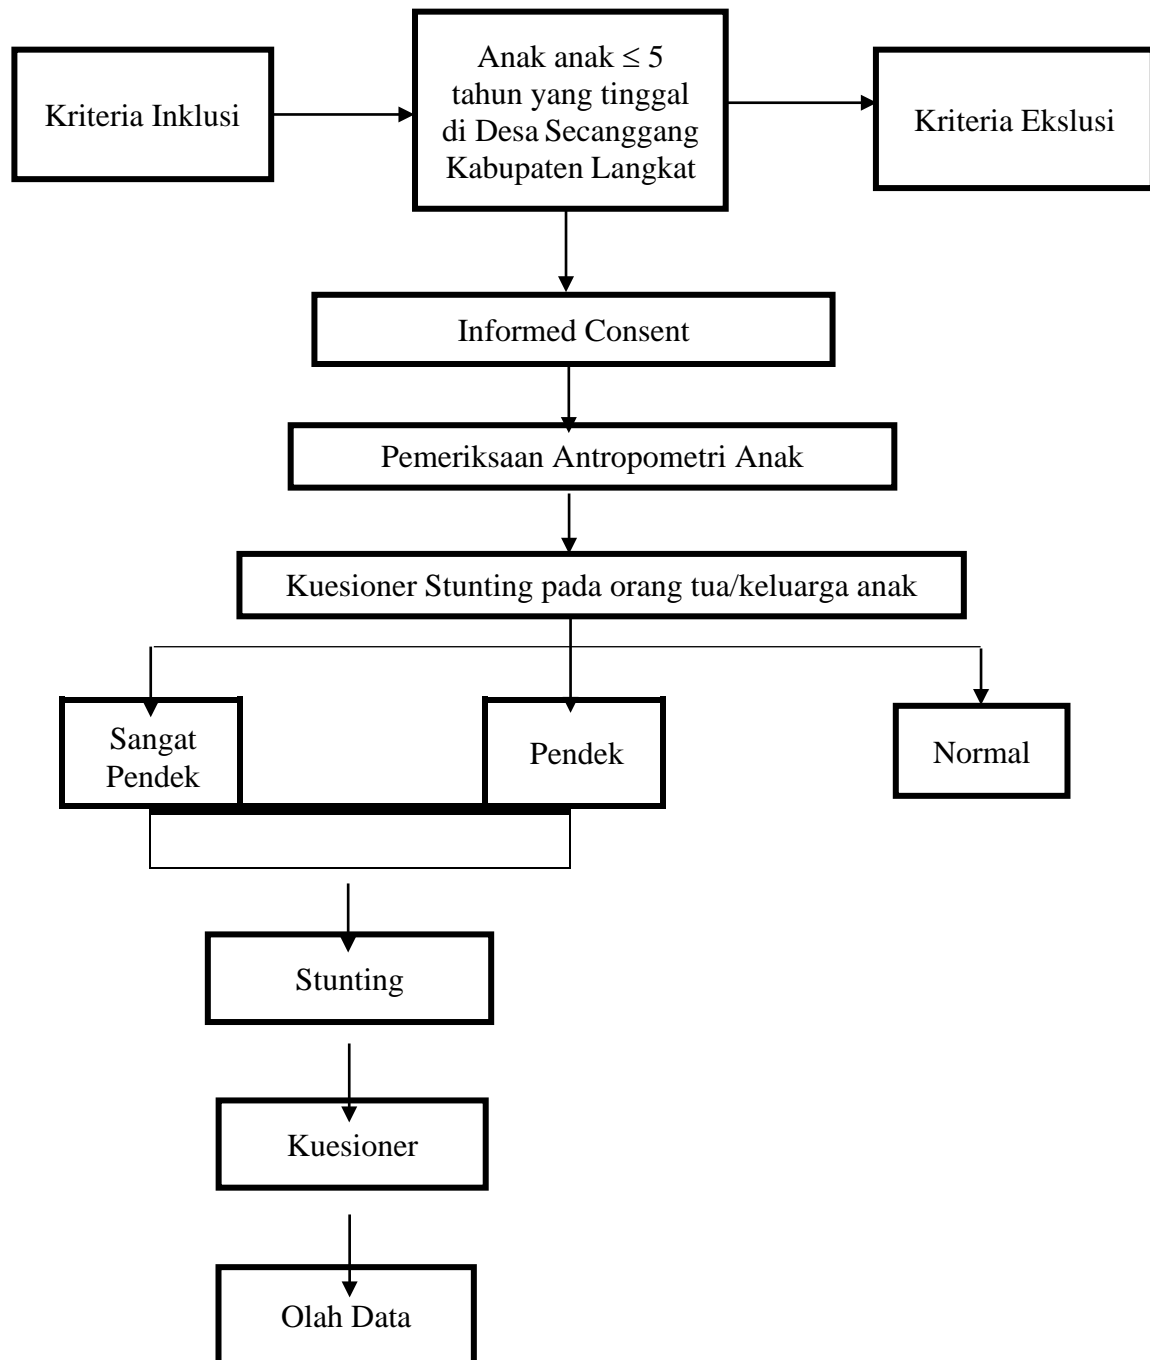 Kriteria Inklusi
Anak anak ≤ 5
tahun yang tinggal
di Desa Secanggang
Kabupaten Langkat
Kriteria Ekslusi
Informed Consent
Pemeriksaan Antropometri Anak
Kuesioner Stunting pada orang tua/keluarga anak
Sangat
Pendek
Pendek
Normal
Stunting
Kuesioner
Olah Data